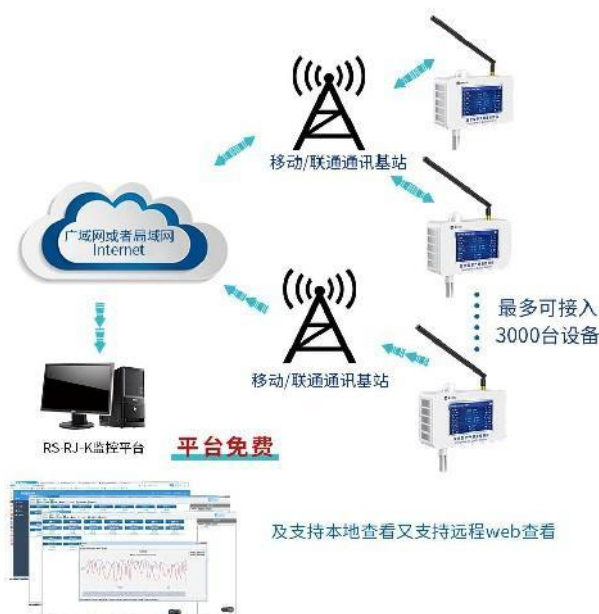 移动/联通通讯基站
广域网或者局域网
Internet
最多可接入
3000台设备
移动/联通通讯基站
RS-RJ-K监控平台
平台免费
及支持本地查看又支持远程web查看